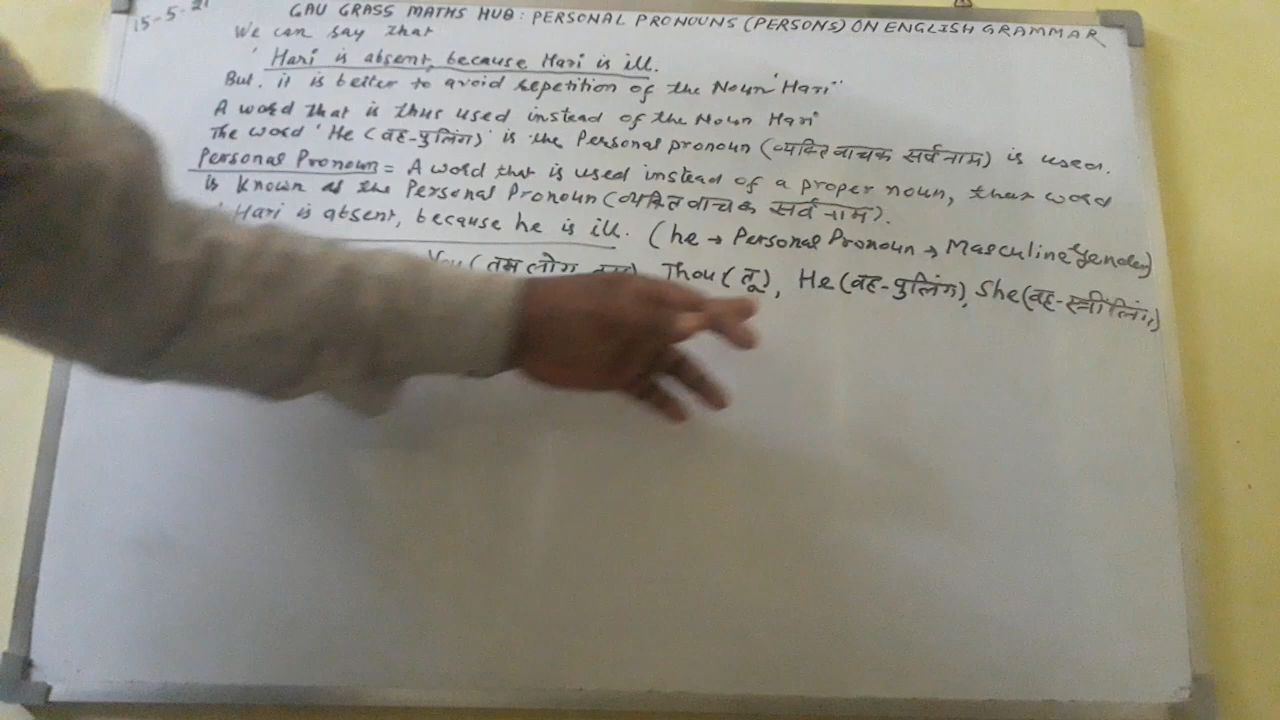 15-5-21
GAU GRASS MATHS HUB: PERSONAL PRONOUNS (PERSONS) ON ENGLISH GRAMMAR
We can say that
'Hari is absent, because Hari is ill.
But, it is better to avoid repetition of the Noun 'Hari''
A word that is thus used instead of the Noun Hari'
The word 'He (वह-पुलिंग)' is the Personal pronoun (व्यक्तिवाचक सर्वनाम) is used.
Personal Pronoun = A word that is used instead of a proper noun, that word
is known as the Personal Pronoun (व्यक्तिवाचक सर्वनाम).
' Hari is absent, because he is ill. (he → Personal Pronoun → Masculine gender)
You (तुम लोग Thou (तू), He (वह-पुलिंग), She (वह-स्त्रीलिंग)